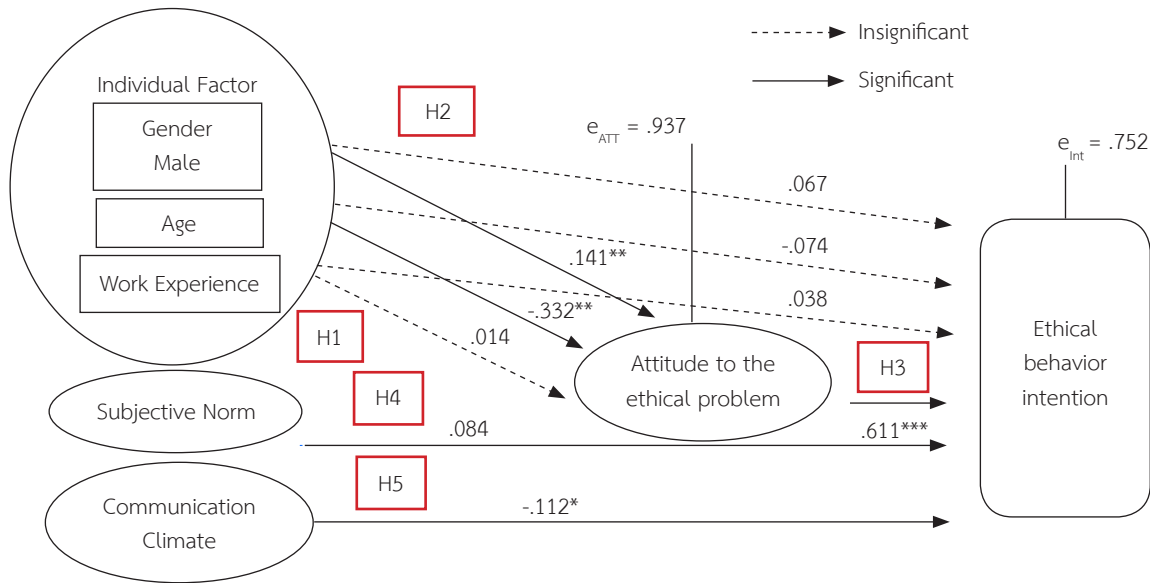 Insignificant
Significant
Individual Factor
Gender
Male
Age
Work Experience
H2
e_ATT = .937
e_Int = .752
.067
-.074
.141**
.038
-.332**
H1
.014
Attitude to the
ethical problem
H3
Ethical
behavior
intention
Subjective Norm
H4
.084
.611***
H5
Communication
Climate
-.112*